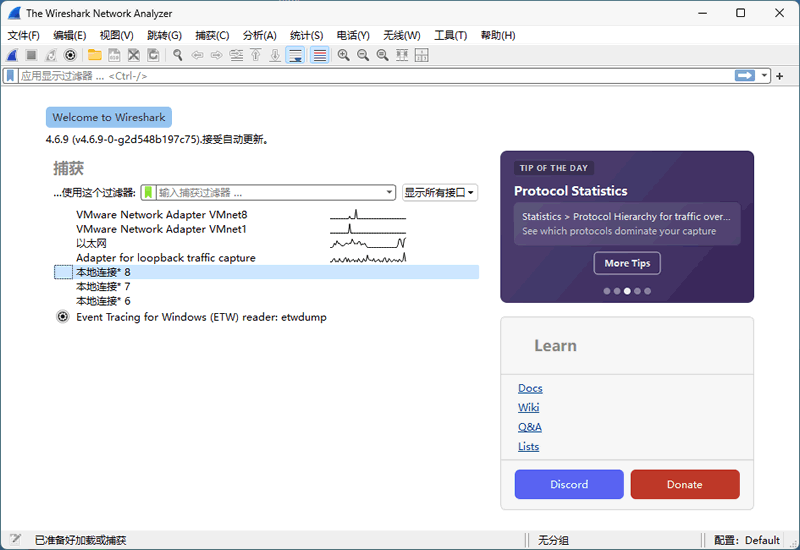 The Wireshark Network Analyzer
文件(F) 编辑(E) 视图(V) 跳转(G) 捕获(C) 分析(A) 统计(S) 电话(Y) 无线(W) 工具(T) 帮助(H)
应用显示过滤器 … <Ctrl-/>
Welcome to Wireshark
4.6.9 (v4.6.9-0-g2d548b197c75).接受自动更新。
捕获
…使用这个过滤器: 输入捕获过滤器 … 显示所有接口
VMware Network Adapter VMnet8
VMware Network Adapter VMnet1
以太网
Adapter for loopback traffic capture
本地连接* 8
本地连接* 7
本地连接* 6
Event Tracing for Windows (ETW) reader: etwdump
TIP OF THE DAY
Protocol Statistics
Statistics > Protocol Hierarchy for traffic over...
See which protocols dominate your capture
More Tips
Learn
Docs
Wiki
Q&A
Lists
Discord Donate
已准备好加载或捕获 无分组 配置: Default